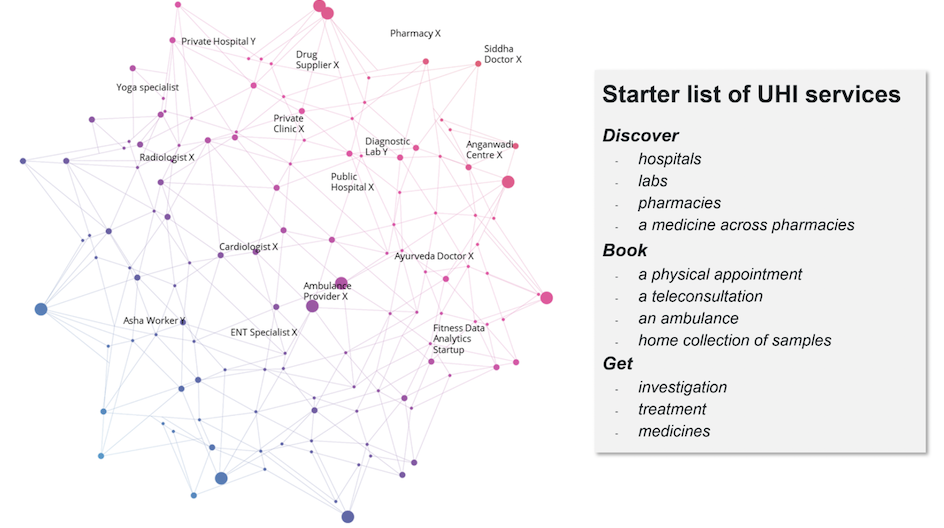 Private Hospital Y
Pharmacy X
Drug
Supplier X
Siddha
Doctor X
Yoga specialist
Private
Clinic X
Diagnostic
Lab Y
Anganwadi
Centre X
Radiologist X
Public
Hospital X
Cardiologist X
Ayurveda Doctor X
Ambulance
Provider X
Asha Worker X
ENT Specialist X
Fitness Data
Analytics
Startup
Starter list of UHI services
Discover
- hospitals
- labs
- pharmacies
- a medicine across pharmacies
Book
- a physical appointment
- a teleconsultation
- an ambulance
- home collection of samples
Get
- investigation
- treatment
- medicines